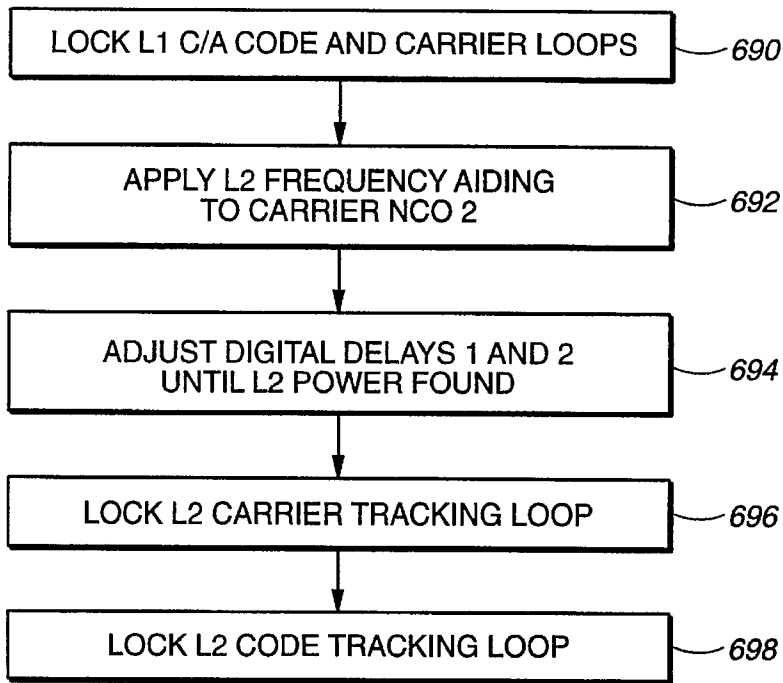 LOCK L1 C/A CODE AND CARRIER LOOPS
690
APPLY L2 FREQUENCY AIDING
TO CARRIER NCO 2
692
ADJUST DIGITAL DELAYS 1 AND 2
UNTIL L2 POWER FOUND
694
LOCK L2 CARRIER TRACKING LOOP
696
LOCK L2 CODE TRACKING LOOP
698